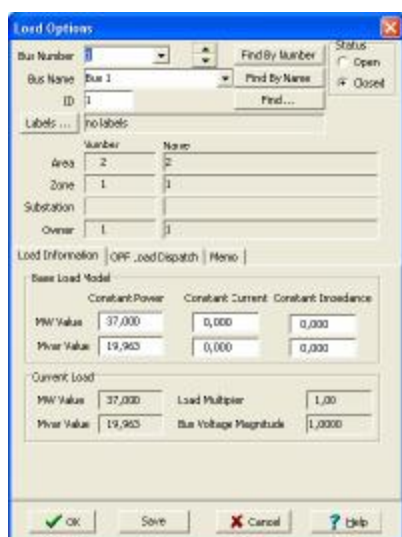 Load Options
Bus Number 1 Find By Number Status
Open
Bus Name Bus 1 Find By Name Closed
ID 1 Find ...
Labels ... no labels
Number Name
Area 2 2
Zone 1 1
Substation
Owner 1 1
Load Information OPF Load Dispatch Memo
Base Load Model
Constant Power Constant Current Constant Impedance
MW Value 37,000 0,000 0,000
Mvar Value 19,963 0,000 0,000
Current Load
MW Value 37,000 Load Multiplier 1,00
Mvar Value 19,963 Bus Voltage Magnitude 1,0000
OK Save Cancel ? Help